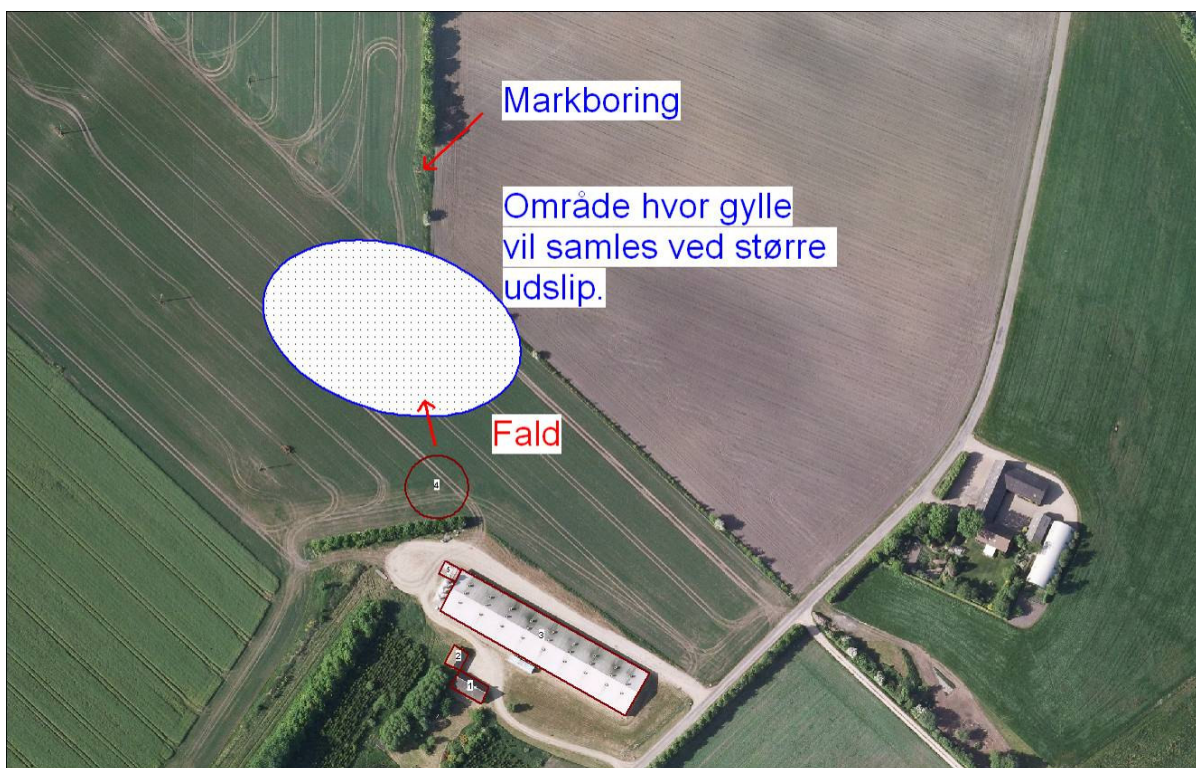 Markboring
Område hvor gylle
vil samles ved større
udslip.
Fald
4
5
3
2
1